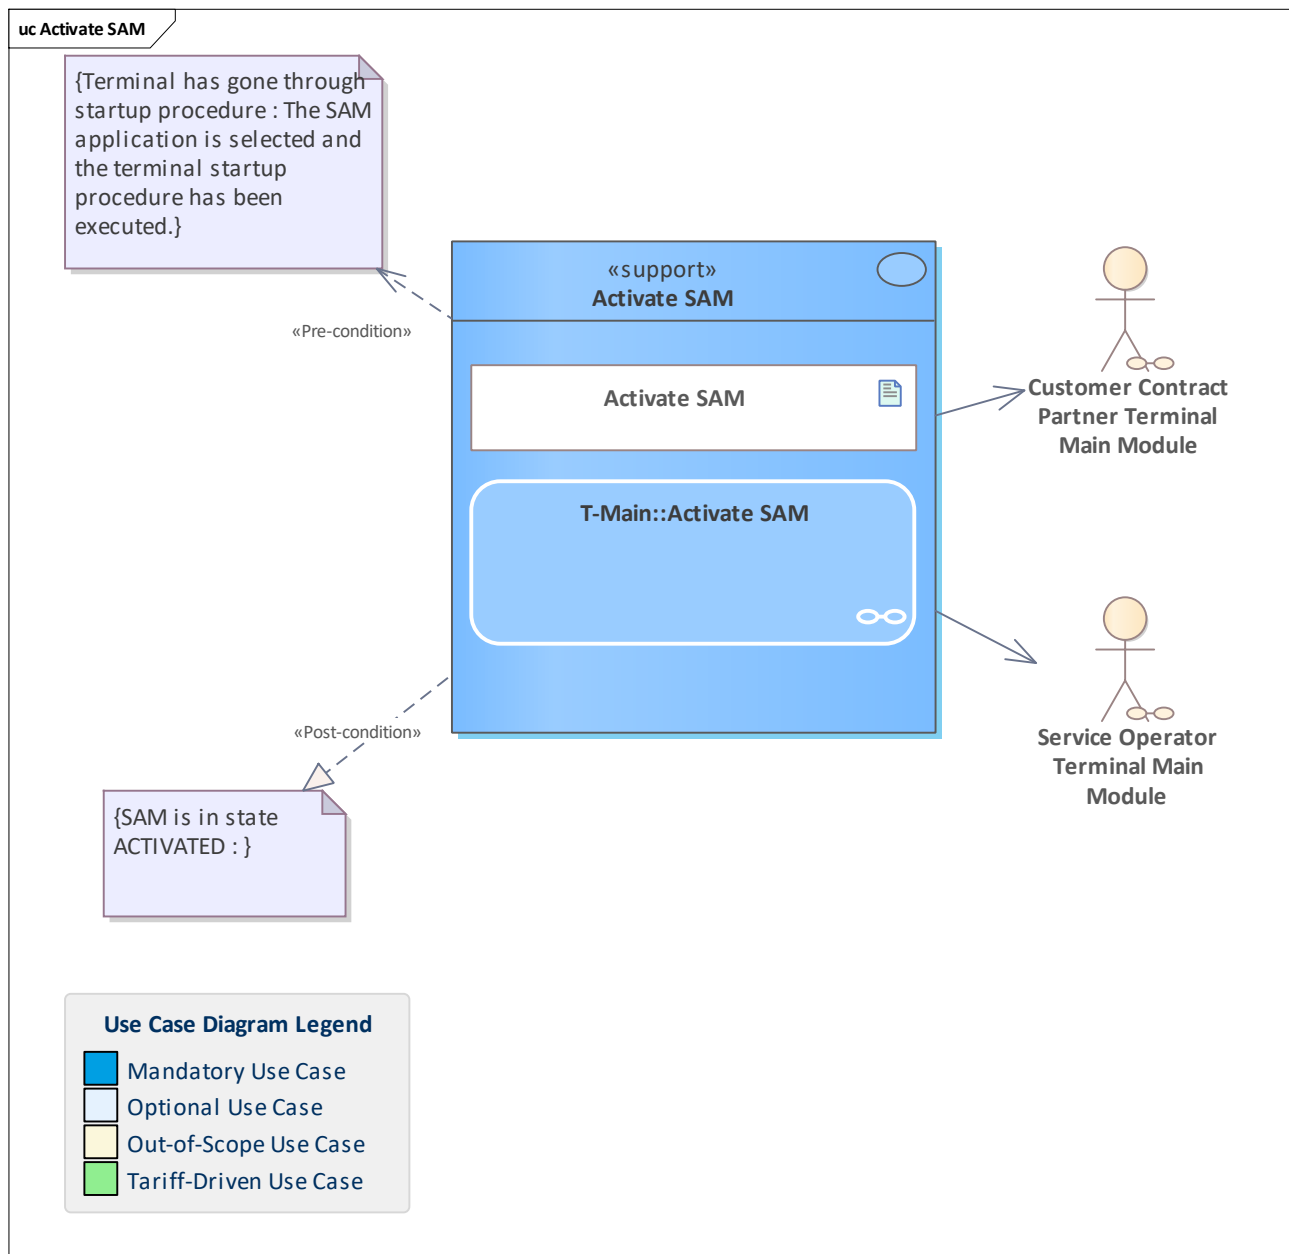 uc Activate SAM
{Terminal has gone through
startup procedure : The SAM
application is selected and
the terminal startup
procedure has been
executed.}
«Pre-condition»
«support»
Activate SAM
Activate SAM
T-Main::Activate SAM
Customer Contract
Partner Terminal
Main Module
Service Operator
Terminal Main
Module
«Post-condition»
{SAM is in state
ACTIVATED : }
Use Case Diagram Legend
Mandatory Use Case
Optional Use Case
Out-of-Scope Use Case
Tariff-Driven Use Case